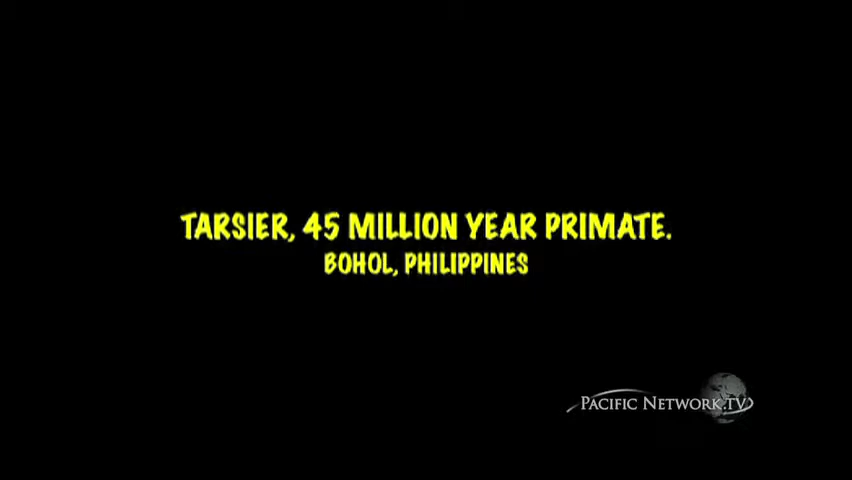 TARSIER, 45 MILLION YEAR PRIMATE.
BOHOL, PHILIPPINES
PACIFIC NETWORK.TV